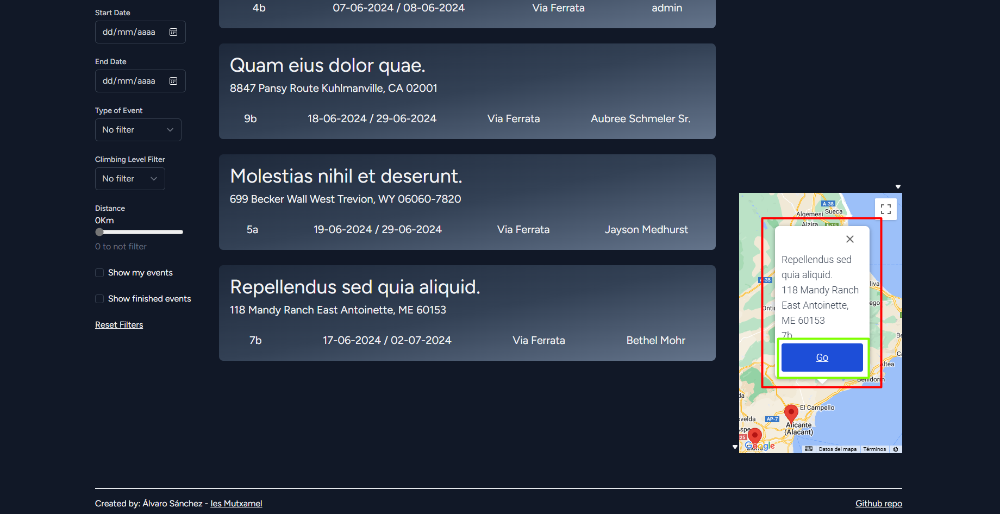 Start Date
dd/mm/aaaa
End Date
dd/mm/aaaa
Type of Event
No filter
Climbing Level Filter
No filter
Distance
0Km
0 to not filter
Show my events
Show finished events
Reset Filters
4b 07-06-2024 / 08-06-2024 Via Ferrata admin
Quam eius dolor quae.
8847 Pansy Route Kuhlmanville, CA 02001
9b 18-06-2024 / 29-06-2024 Via Ferrata Aubree Schmeler Sr.
Molestias nihil et deserunt.
699 Becker Wall West Trevion, WY 06060-7820
5a 19-06-2024 / 29-06-2024 Via Ferrata Jayson Medhurst
Repellendus sed quia aliquid.
118 Mandy Ranch East Antoinette, ME 60153
7b 17-06-2024 / 02-07-2024 Via Ferrata Bethel Mohr
A-38
Algemesí Sueca
Alzira E-15
Repellendus sed
quia aliquid.
118 Mandy Ranch
East Antoinette,
ME 60153
7b
Go
A-35
liva
ego
Ontin
Be
Ca
Altea
Benidorm
da
El Campello
ovelda AP-7
Alicante
(Alacant)
Aspe
25
Google
Datos del mapa Términos
Created by: Álvaro Sánchez - Ies Mutxamel
Github repo